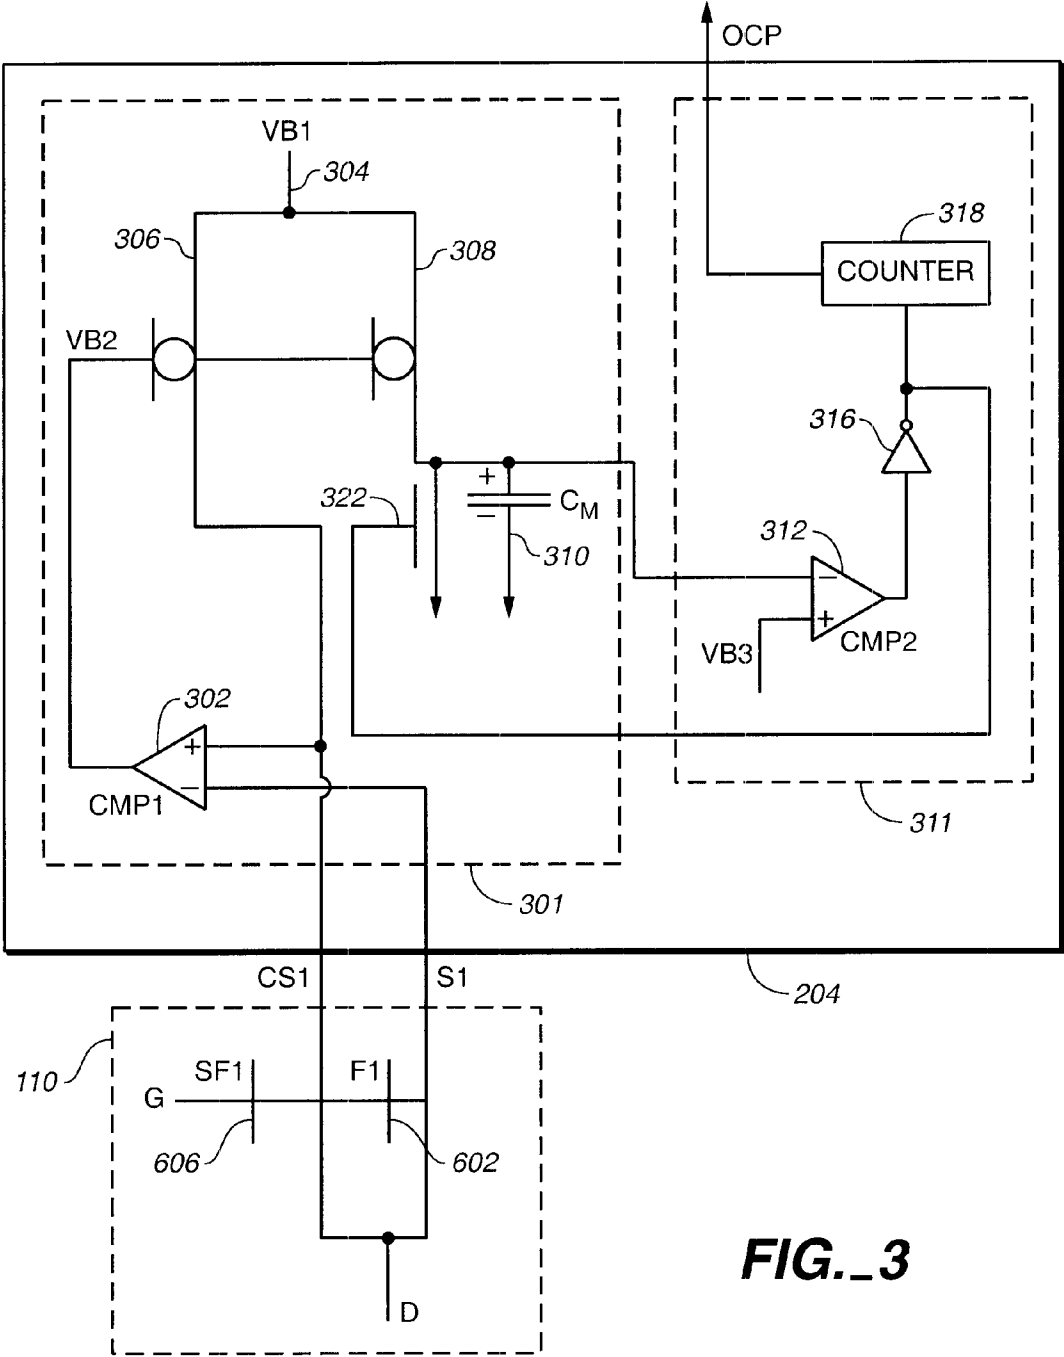 OCP
VB1
304
306
308
318
COUNTER
VB2
316
322
+
−
CM
310
312
−
+
VB3
CMP2
302
+
−
CMP1
311
301
CS1
S1
204
110
SF1
F1
G
606
602
D
FIG._3